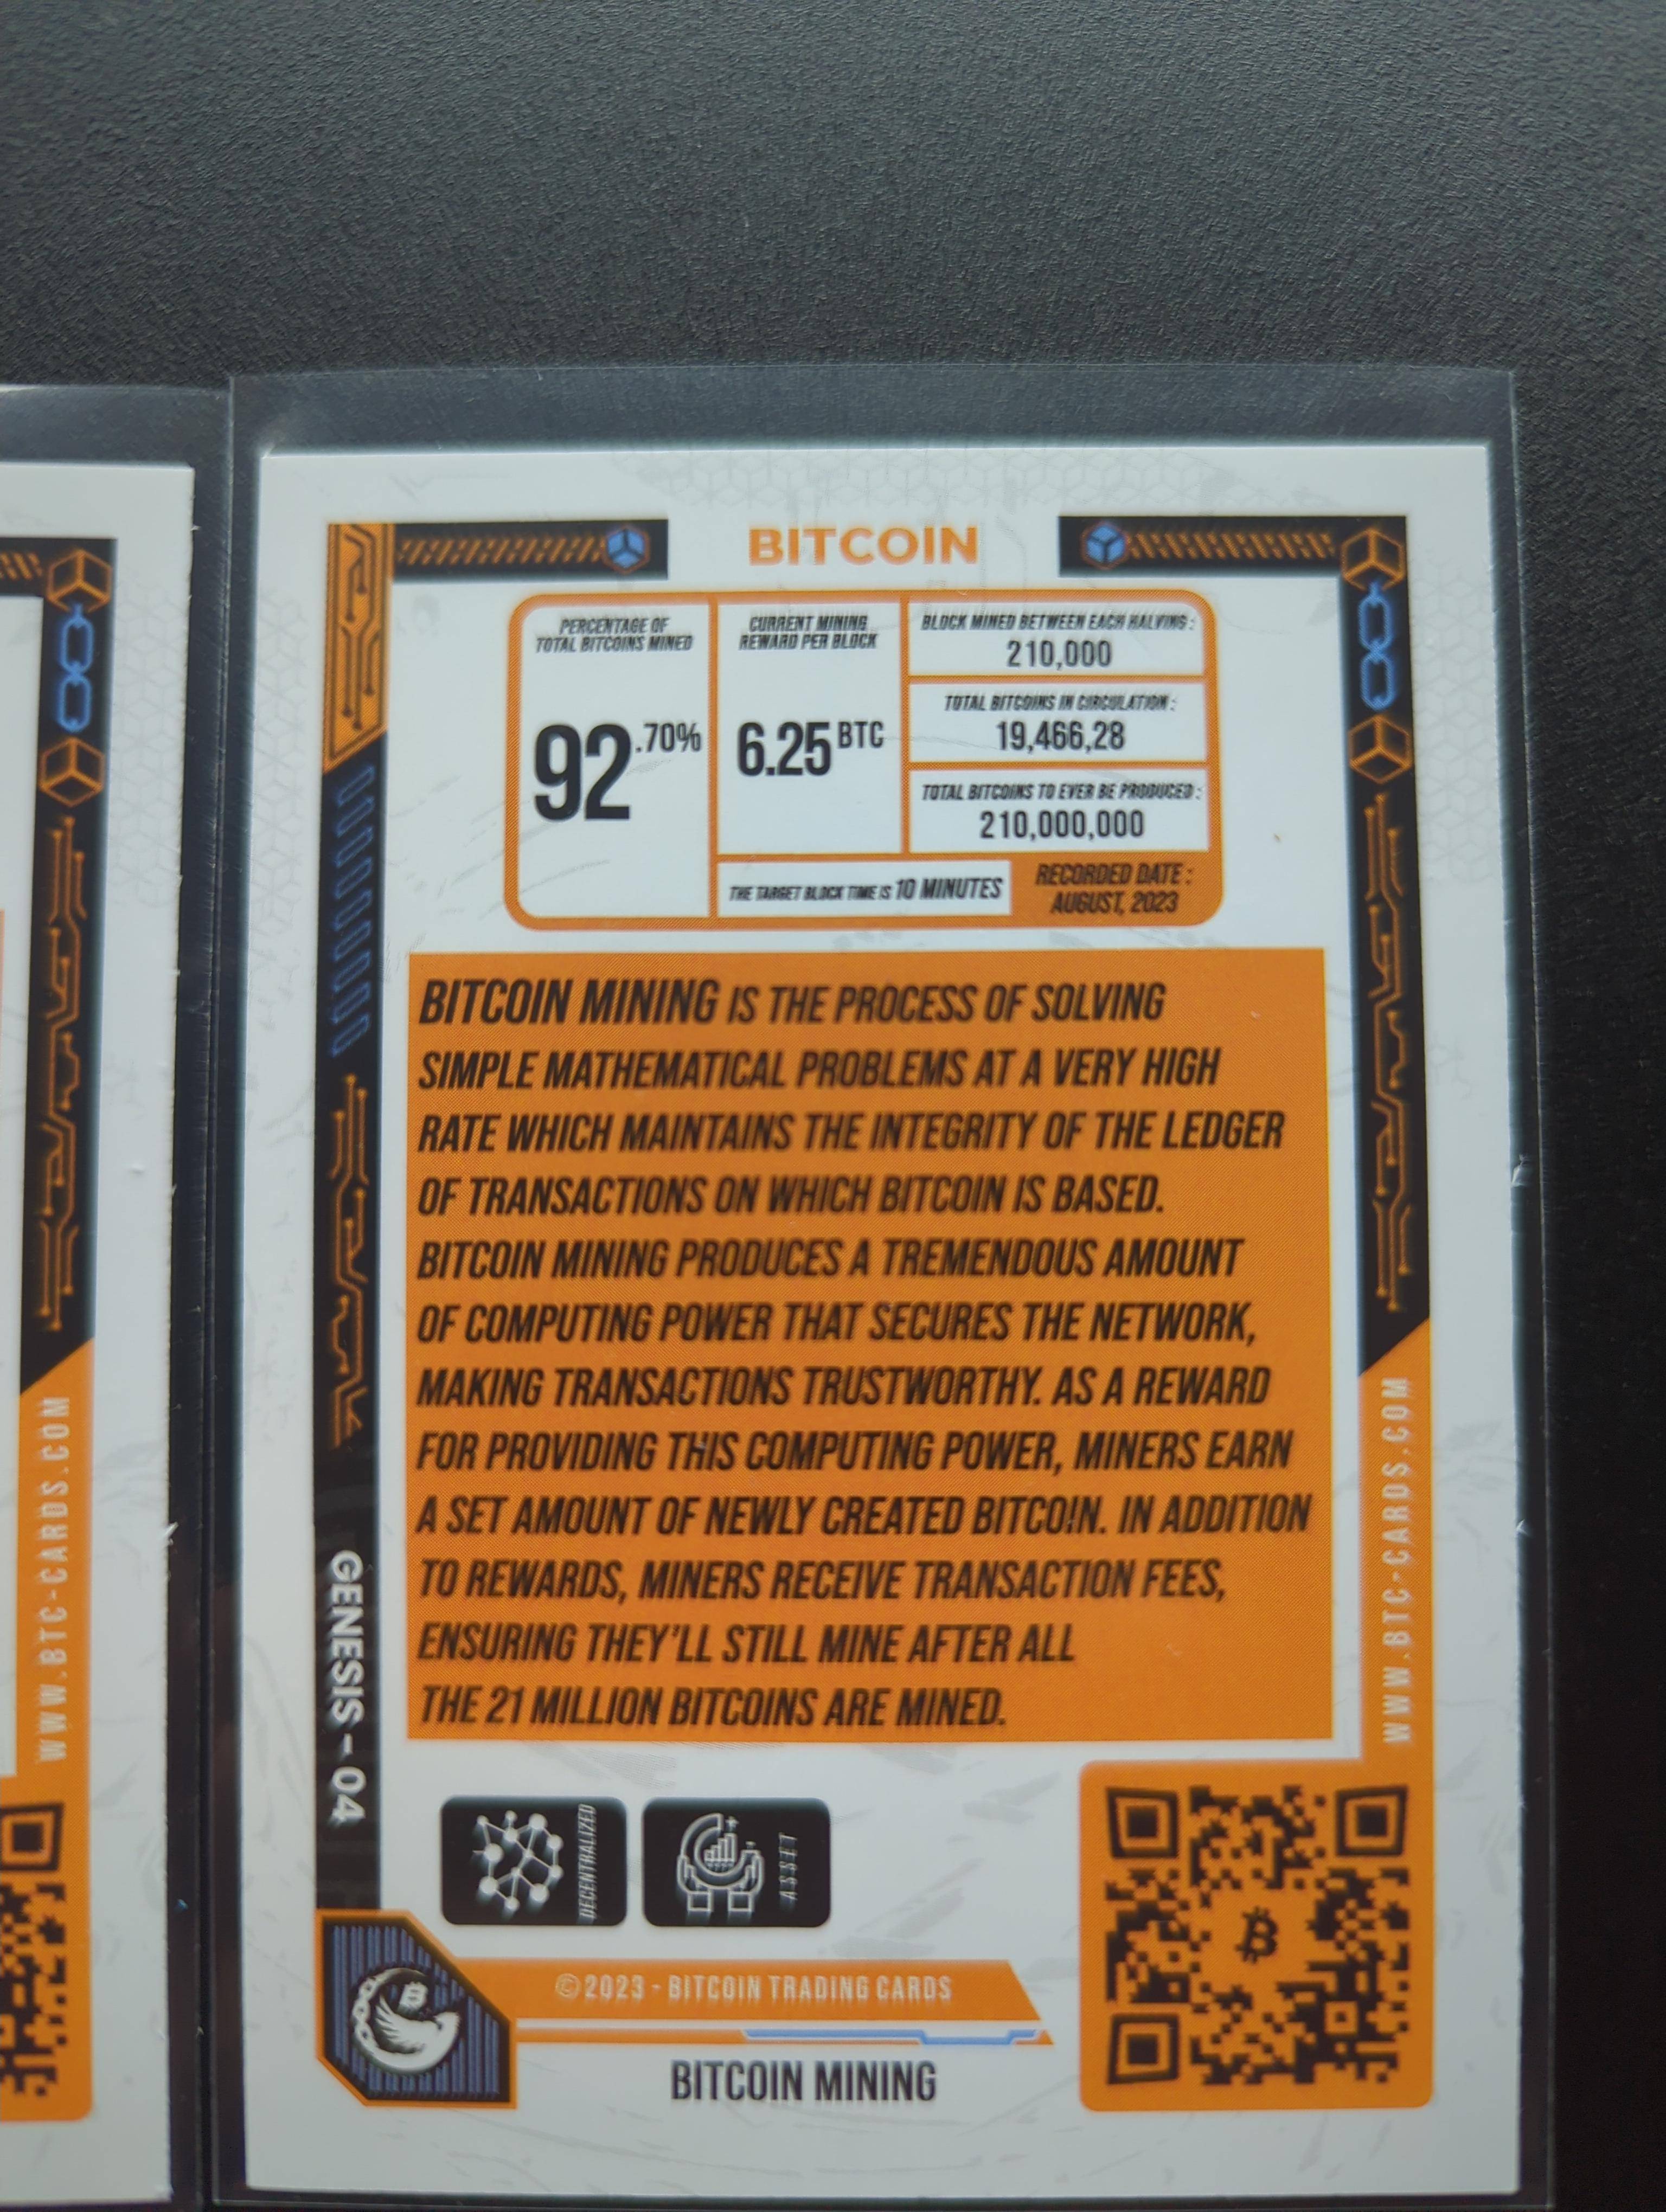 BITCOIN
PERCENTAGE OF
TOTAL BITCOINS MINED
92.70%
CURRENT MINING
REWARD PER BLOCK
6.25 BTC
BLOCK MINED BETWEEN EACH HALVING :
210,000
TOTAL BITCOINS IN CIRCULATION :
19,466,28
TOTAL BITCOINS TO EVER BE PRODUCED :
210,000,000
THE TARGET BLOCK TIME IS 10 MINUTES
RECORDED DATE :
AUGUST, 2023
BITCOIN MINING IS THE PROCESS OF SOLVING
SIMPLE MATHEMATICAL PROBLEMS AT A VERY HIGH
RATE WHICH MAINTAINS THE INTEGRITY OF THE LEDGER
OF TRANSACTIONS ON WHICH BITCOIN IS BASED.
BITCOIN MINING PRODUCES A TREMENDOUS AMOUNT
OF COMPUTING POWER THAT SECURES THE NETWORK,
MAKING TRANSACTIONS TRUSTWORTHY. AS A REWARD
FOR PROVIDING THIS COMPUTING POWER, MINERS EARN
A SET AMOUNT OF NEWLY CREATED BITCOIN. IN ADDITION
TO REWARDS, MINERS RECEIVE TRANSACTION FEES,
ENSURING THEY'LL STILL MINE AFTER ALL
THE 21 MILLION BITCOINS ARE MINED.
GENESIS - 04
WWW.BTC-CARDS.COM
WWW.BTC-CARDS.COM
DECENTRALIZED
ASSET
©2023 - BITCOIN TRADING CARDS
BITCOIN MINING